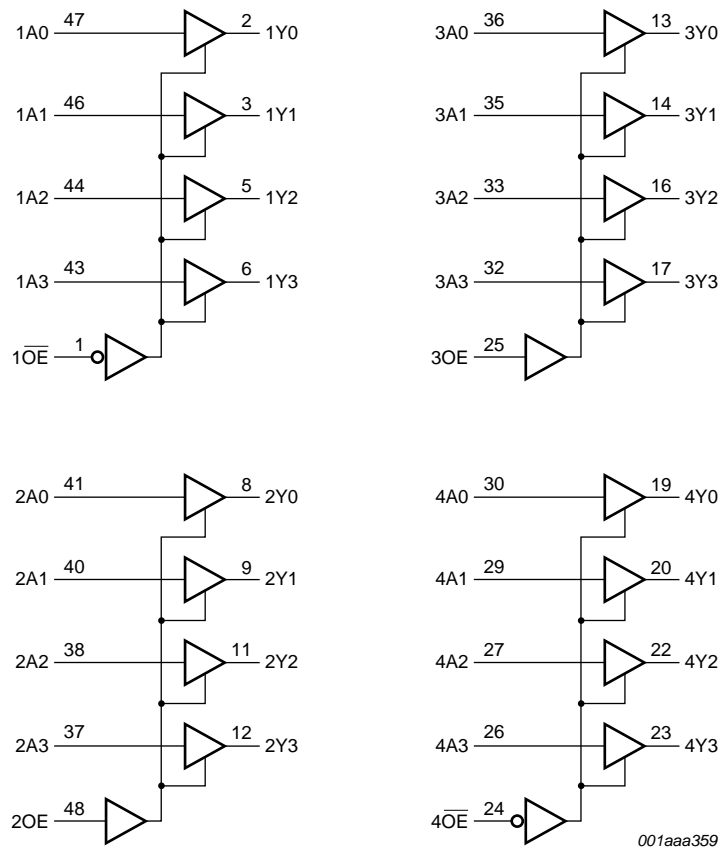 1A0 47 2 1Y0
1A1 46 3 1Y1
1A2 44 5 1Y2
1A3 43 6 1Y3
1O̅E̅ 1
3A0 36 13 3Y0
3A1 35 14 3Y1
3A2 33 16 3Y2
3A3 32 17 3Y3
3OE 25
2A0 41 8 2Y0
2A1 40 9 2Y1
2A2 38 11 2Y2
2A3 37 12 2Y3
2OE 48
4A0 30 19 4Y0
4A1 29 20 4Y1
4A2 27 22 4Y2
4A3 26 23 4Y3
4O̅E̅ 24
001aaa359